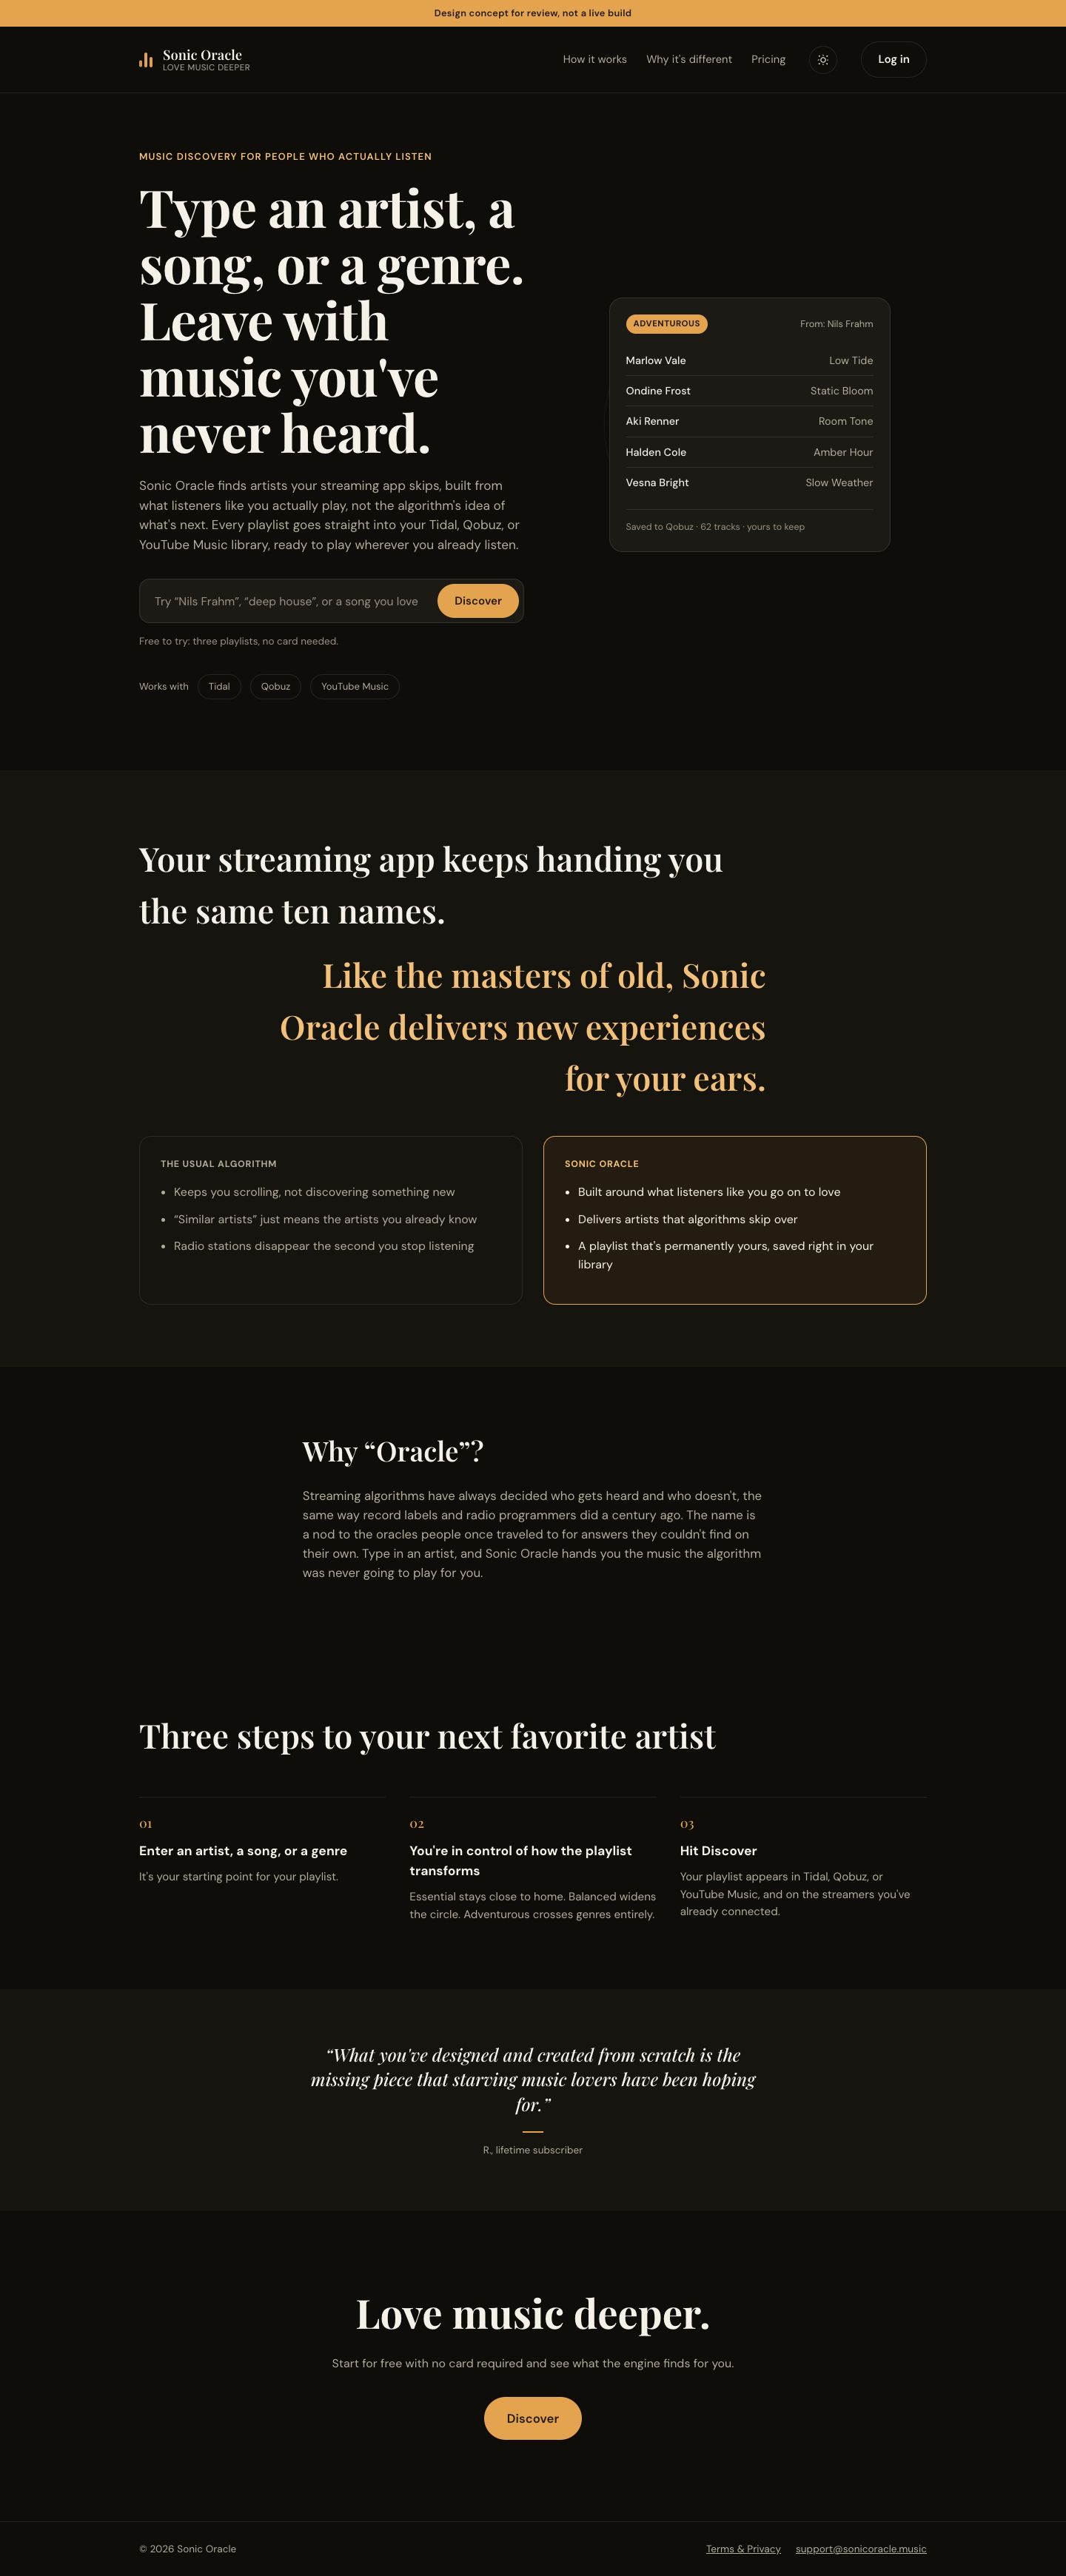 Design concept for review, not a live build
Sonic Oracle
LOVE MUSIC DEEPER
How it works
Why it's different
Pricing
Log in
MUSIC DISCOVERY FOR PEOPLE WHO ACTUALLY LISTEN
Type an artist, a
song, or a genre.
Leave with
music you've
never heard.
Sonic Oracle finds artists your streaming app skips, built from
what listeners like you actually play, not the algorithm's idea of
what's next. Every playlist goes straight into your Tidal, Qobuz, or
YouTube Music library, ready to play wherever you already listen.
Try “Nils Frahm”, “deep house”, or a song you love
Discover
Free to try: three playlists, no card needed.
Works with
Tidal
Qobuz
YouTube Music
ADVENTUROUS
From: Nils Frahm
Marlow Vale
Low Tide
Ondine Frost
Static Bloom
Aki Renner
Room Tone
Halden Cole
Amber Hour
Vesna Bright
Slow Weather
Saved to Qobuz · 62 tracks · yours to keep
Your streaming app keeps handing you
the same ten names.
Like the masters of old, Sonic
Oracle delivers new experiences
for your ears.
THE USUAL ALGORITHM
• Keeps you scrolling, not discovering something new
• “Similar artists” just means the artists you already know
• Radio stations disappear the second you stop listening
SONIC ORACLE
• Built around what listeners like you go on to love
• Delivers artists that algorithms skip over
• A playlist that's permanently yours, saved right in your
library
Why “Oracle”?
Streaming algorithms have always decided who gets heard and who doesn't, the
same way record labels and radio programmers did a century ago. The name is
a nod to the oracles people once traveled to for answers they couldn't find on
their own. Type in an artist, and Sonic Oracle hands you the music the algorithm
was never going to play for you.
Three steps to your next favorite artist
01
Enter an artist, a song, or a genre
It's your starting point for your playlist.
02
You're in control of how the playlist
transforms
Essential stays close to home. Balanced widens
the circle. Adventurous crosses genres entirely.
03
Hit Discover
Your playlist appears in Tidal, Qobuz, or
YouTube Music, and on the streamers you've
already connected.
“What you've designed and created from scratch is the
missing piece that starving music lovers have been hoping
for.”
R., lifetime subscriber
Love music deeper.
Start for free with no card required and see what the engine finds for you.
Discover
© 2026 Sonic Oracle
Terms & Privacy
support@sonicoracle.music